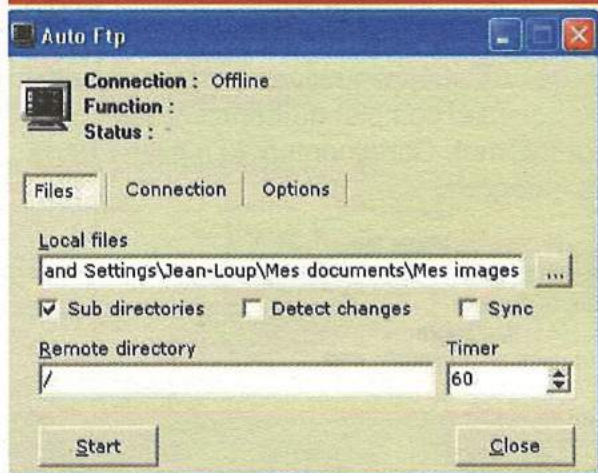 Auto Ftp
Connection : Offline
Function :
Status : -
Files Connection Options
Local files
and Settings\Jean-Loup\Mes documents\Mes images ...
Sub directories Detect changes Sync
Remote directory Timer
/ 60
Start Close